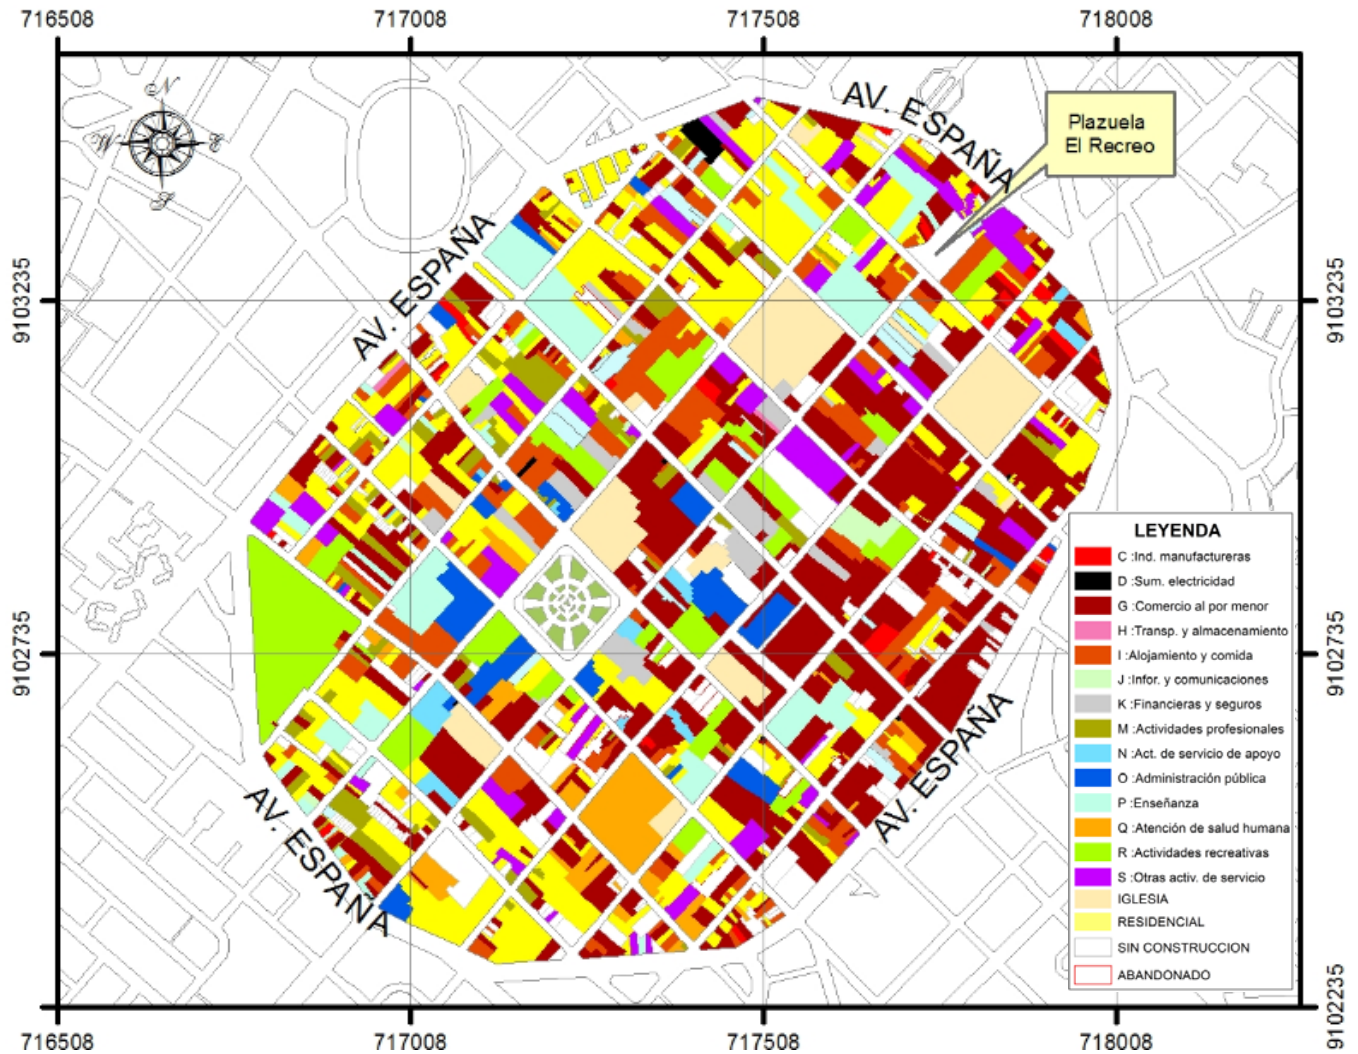 716508 717008 717508 718008
N
W E
S
AV. ESPAÑA
Plazuela
El Recreo
AV. ESPAÑA
9103235
9103235
LEYENDA
C :Ind. manufactureras
D :Sum. electricidad
G :Comercio al por menor
H :Transp. y almacenamiento
I :Alojamiento y comida
J :Infor. y comunicaciones
K :Financieras y seguros
M :Actividades profesionales
N :Act. de servicio de apoyo
O :Administración pública
P :Enseñanza
Q :Atención de salud humana
R :Actividades recreativas
S :Otras activ. de servicio
IGLESIA
RESIDENCIAL
SIN CONSTRUCCION
ABANDONADO
9102735
9102735
AV. ESPAÑA
AV. ESPAÑA
9102235
716508 717008 717508 718008